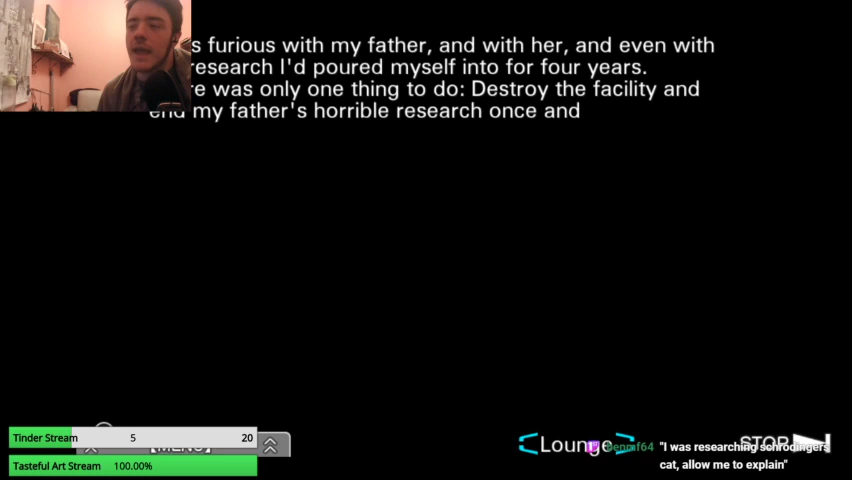 s furious with my father, and with her, and even with
research I'd poured myself into for four years.
re was only one thing to do: Destroy the facility and
end my father's horrible research once and
Tinder Stream 5 20
[MENU]
Tasteful Art Stream 100.00%
Lounge
STOP
"I was researching schrodingers
cat, allow me to explain"